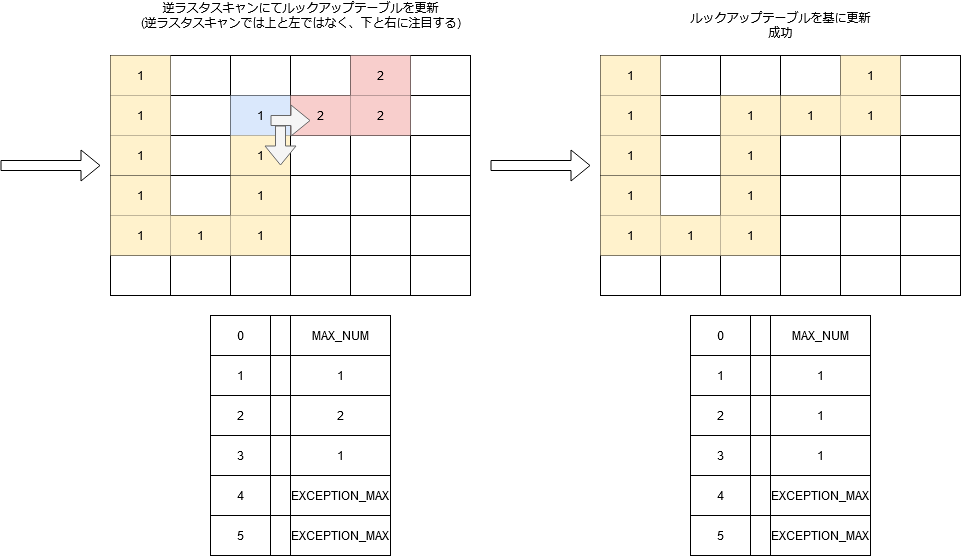 逆ラスタスキャンにてルックアップテーブルを更新
(逆ラスタスキャンでは上と左ではなく、下と右に注目する)
1 2
1 1 2 2
1 1
1 1
1 1 1
0 MAX_NUM
1 1
2 2
3 1
4 EXCEPTION_MAX
5 EXCEPTION_MAX
ルックアップテーブルを基に更新
成功
1 1
1 1 1 1
1 1
1 1
1 1 1
0 MAX_NUM
1 1
2 1
3 1
4 EXCEPTION_MAX
5 EXCEPTION_MAX